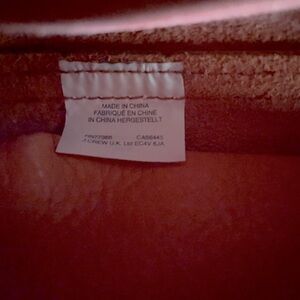 MADE IN CHINA
FABRIQUÉ EN CHINE
IN CHINA HERGESTELLT
CA56445
J.CREW U.K. Ltd EC4V 6JA